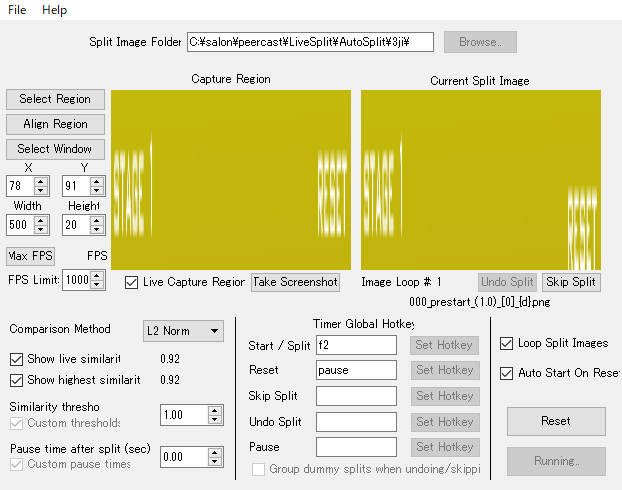 File Help
Split Image Folder C:¥salon¥peercast¥LiveSplit¥AutoSplit¥3ji¥ Browse..
Capture Region Current Split Image
Select Region
Align Region
Select Window
X Y
78 91
Width Height
500 20
Max FPS FPS
FPS Limit: 1000
STAGE 1 RESET
STAGE 1 RESET
Live Capture Region Take Screenshot
Image Loop #: 1 Undo Split Skip Split
000_prestart_(1.0)_[0]_{d}.png
Comparison Method L2 Norm
Show live similarit 0.92
Show highest similarit 0.92
Similarity thresho 1.00
Custom thresholds
Pause time after split (sec) 0.00
Custom pause times
Timer Global Hotkey
Start / Split f2 Set Hotkey
Reset pause Set Hotkey
Skip Split Set Hotkey
Undo Split Set Hotkey
Pause Set Hotkey
Group dummy splits when undoing/skippi
Loop Split Images
Auto Start On Rese
Reset
Running..